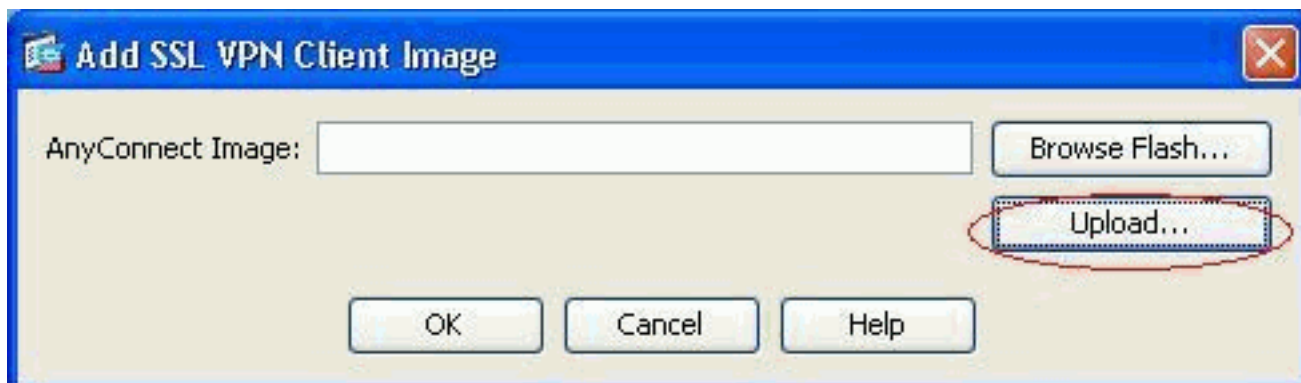 Add SSL VPN Client Image
AnyConnect Image:
Browse Flash...
Upload...
OK
Cancel
Help